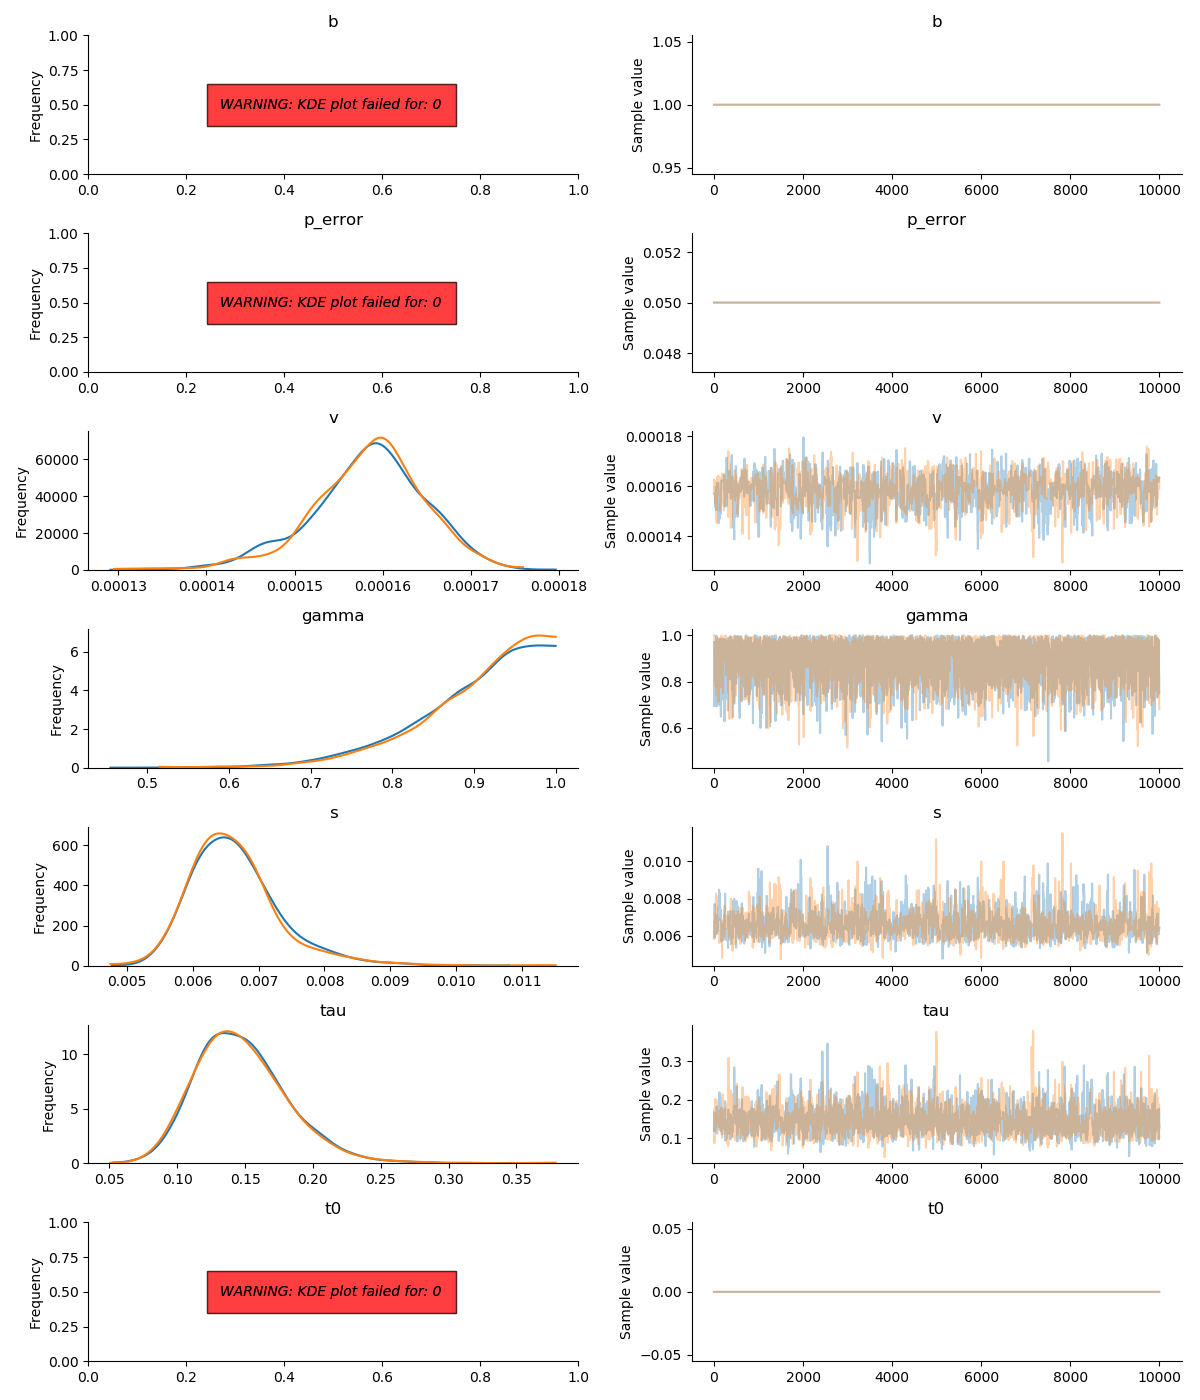 b
1.00
0.75
0.50
0.25
0.00
Frequency
WARNING: KDE plot failed for: 0
0.0 0.2 0.4 0.6 0.8 1.0
b
1.05
1.00
0.95
Sample value
0 2000 4000 6000 8000 10000
p_error
1.00
0.75
0.50
0.25
0.00
Frequency
WARNING: KDE plot failed for: 0
0.0 0.2 0.4 0.6 0.8 1.0
p_error
0.052
0.050
0.048
Sample value
0 2000 4000 6000 8000 10000
v
60000
40000
20000
0
Frequency
0.00013 0.00014 0.00015 0.00016 0.00017 0.00018
v
0.00018
0.00016
0.00014
Sample value
0 2000 4000 6000 8000 10000
gamma
6
4
2
0
Frequency
0.5 0.6 0.7 0.8 0.9 1.0
gamma
1.0
0.8
0.6
Sample value
0 2000 4000 6000 8000 10000
s
600
400
200
0
Frequency
0.005 0.006 0.007 0.008 0.009 0.010 0.011
s
0.010
0.008
0.006
Sample value
0 2000 4000 6000 8000 10000
tau
10
5
0
Frequency
0.05 0.10 0.15 0.20 0.25 0.30 0.35
tau
0.3
0.2
0.1
Sample value
0 2000 4000 6000 8000 10000
t0
1.00
0.75
0.50
0.25
0.00
Frequency
WARNING: KDE plot failed for: 0
0.0 0.2 0.4 0.6 0.8 1.0
t0
0.05
0.00
−0.05
Sample value
0 2000 4000 6000 8000 10000